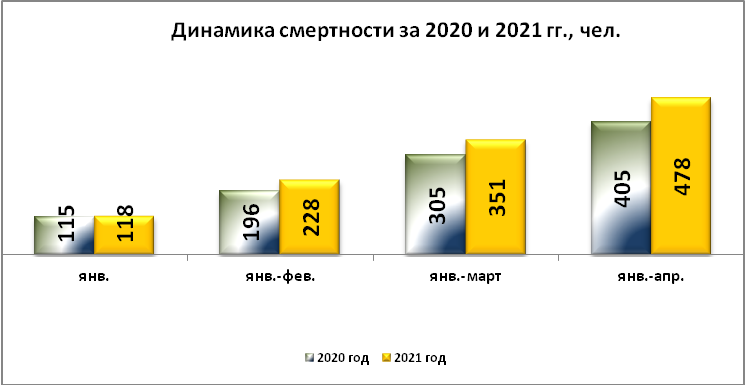 Динамика смертности за 2020 и 2021 гг., чел.
115 118 196 228 305 351 405 478
янв. янв.-фев. янв.-март янв.-апр.
2020 год 2021 год